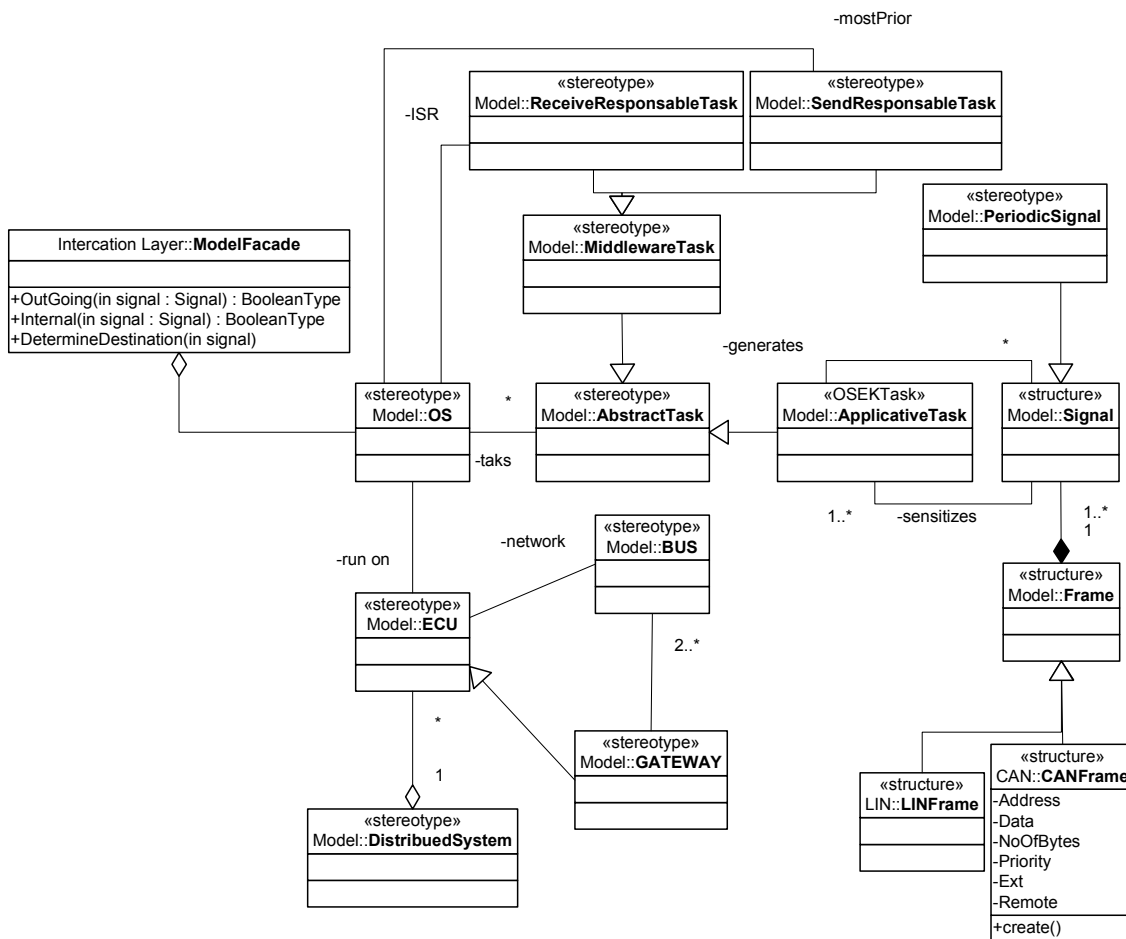 -mostPrior
«stereotype»
Model::ReceiveResponsableTask
«stereotype»
Model::SendResponsableTask
-ISR
«stereotype»
Model::PeriodicSignal
«stereotype»
Model::MiddlewareTask
Intercation Layer::ModelFacade
+OutGoing(in signal : Signal) : BooleanType
+Internal(in signal : Signal) : BooleanType
+DetermineDestination(in signal)
-generates
*
«stereotype»
Model::OS
*
-taks
«stereotype»
Model::AbstractTask
«OSEKTask»
Model::ApplicativeTask
«structure»
Model::Signal
1..*
-sensitizes
1..*
1
-run on
-network
«stereotype»
Model::BUS
«structure»
Model::Frame
«stereotype»
Model::ECU
2..*
*
1
«stereotype»
Model::GATEWAY
«stereotype»
Model::DistribuedSystem
«structure»
LIN::LINFrame
«structure»
CAN::CANFrame
-Address
-Data
-NoOfBytes
-Priority
-Ext
-Remote
+create()